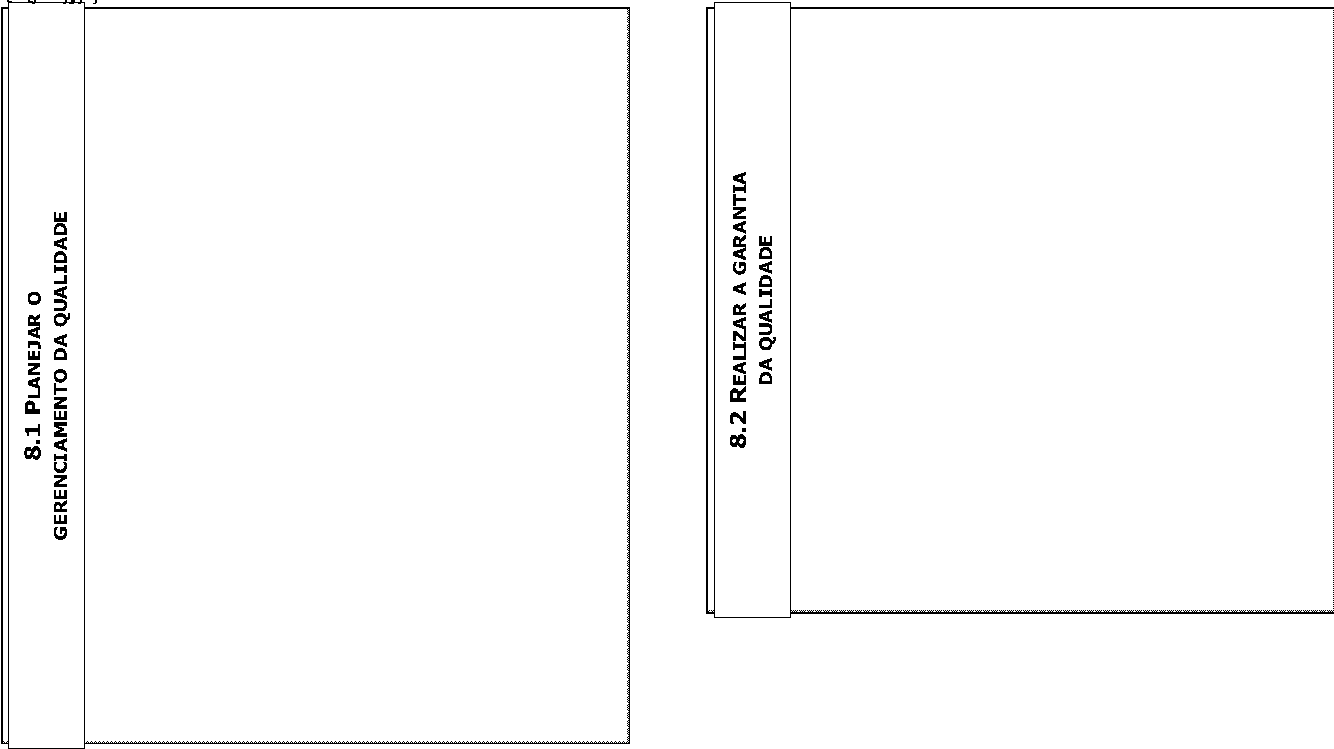 8.1 PLANEJAR O
GERENCIAMENTO DA QUALIDADE
8.2 REALIZAR A GARANTIA
DA QUALIDADE